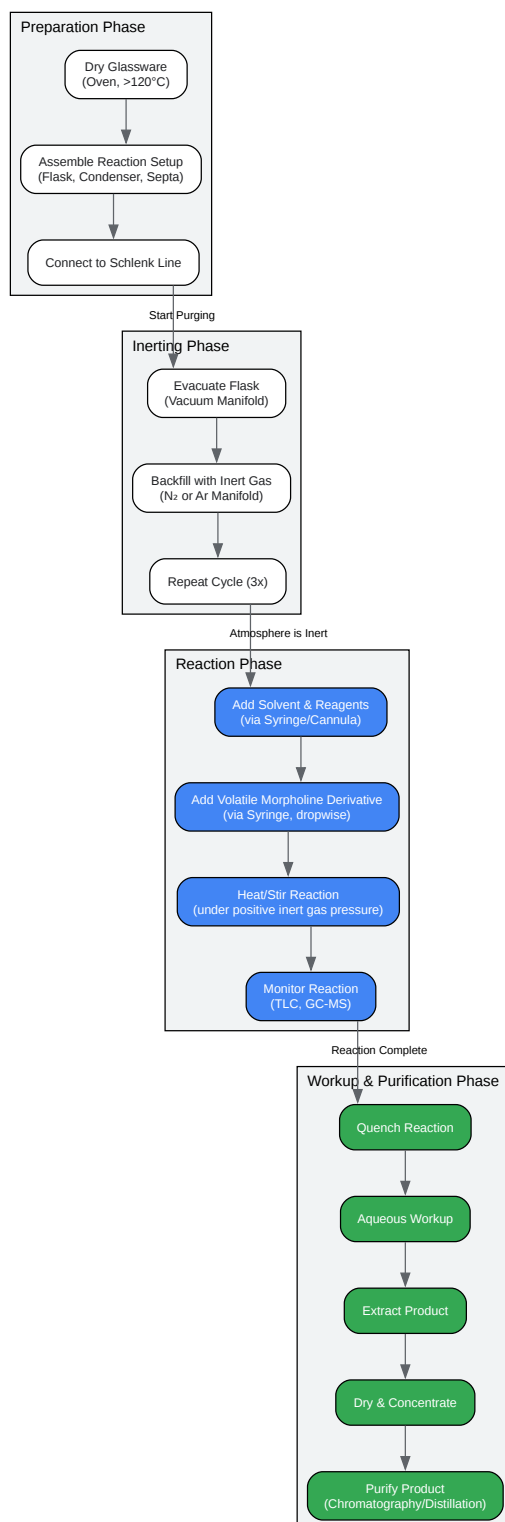 Preparation Phase
Dry Glassware
(Oven, >120°C)
Assemble Reaction Setup
(Flask, Condenser, Septa)
Connect to Schlenk Line
Start Purging
Inerting Phase
Evacuate Flask
(Vacuum Manifold)
Backfill with Inert Gas
(N₂ or Ar Manifold)
Repeat Cycle (3x)
Atmosphere is Inert
Reaction Phase
Add Solvent & Reagents
(via Syringe/Cannula)
Add Volatile Morpholine Derivative
(via Syringe, dropwise)
Heat/Stir Reaction
(under positive inert gas pressure)
Monitor Reaction
(TLC, GC-MS)
Reaction Complete
Workup & Purification Phase
Quench Reaction
Aqueous Workup
Extract Product
Dry & Concentrate
Purify Product
(Chromatography/Distillation)